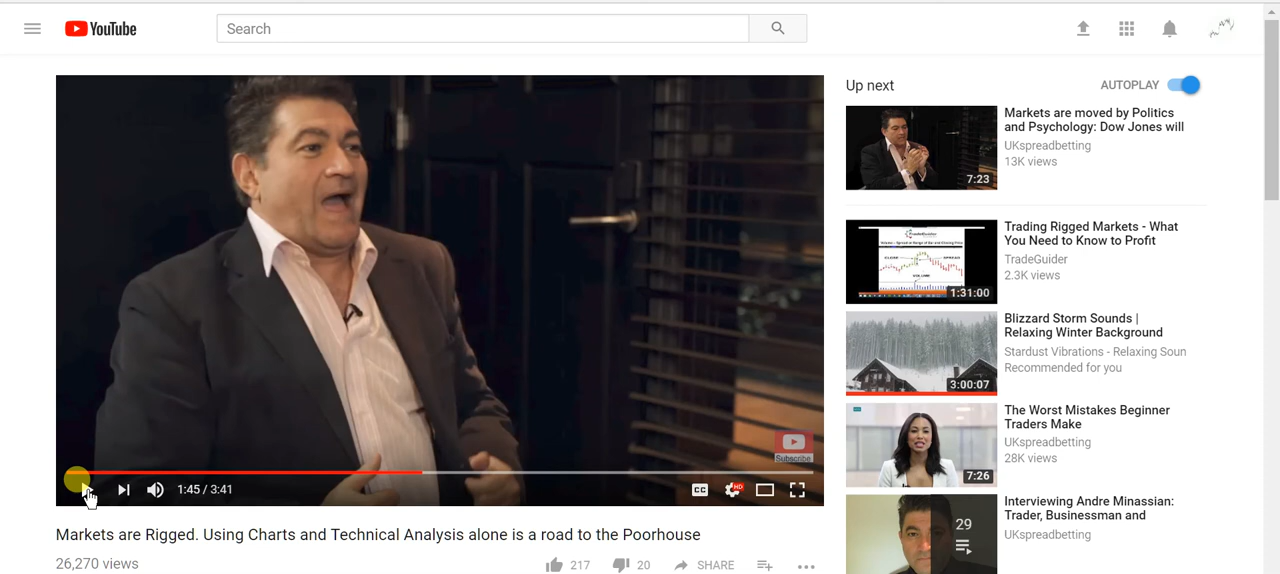 YouTube
Search
Up next
AUTOPLAY
Markets are moved by Politics
and Psychology: Dow Jones will
UKspreadbetting
13K views
7:23
Trading Rigged Markets - What
You Need to Know to Profit
TradeGuider
2.3K views
1:31:00
Blizzard Storm Sounds |
Relaxing Winter Background
Stardust Vibrations - Relaxing Soun
Recommended for you
3:00:07
The Worst Mistakes Beginner
Traders Make
UKspreadbetting
28K views
7:26
Interviewing Andre Minassian:
Trader, Businessman and
UKspreadbetting
29
Subscribe
1:45 / 3:41
CC
HD
Markets are Rigged. Using Charts and Technical Analysis alone is a road to the Poorhouse
26,270 views
217
20
SHARE